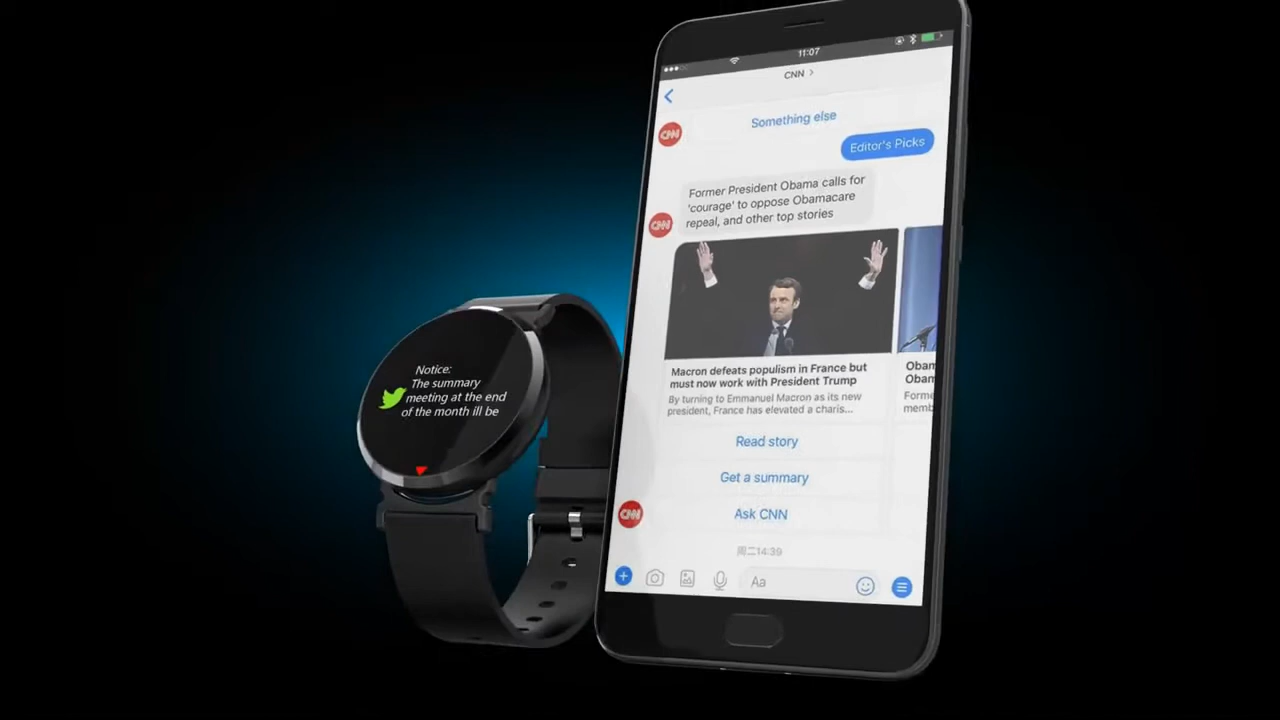 Notice:
The summary
meeting at the end
of the month ill be
11:07
CNN
Something else
CNN
Editor's Picks
Former President Obama calls for
'courage' to oppose Obamacare
repeal, and other top stories
CNN
Macron defeats populism in France but
must now work with President Trump
By turning to Emmanuel Macron as its new
president, France has elevated a charis...
Obam
Obam
Forme
memb
Read story
Get a summary
Ask CNN
CNN
周二14:39
Aa